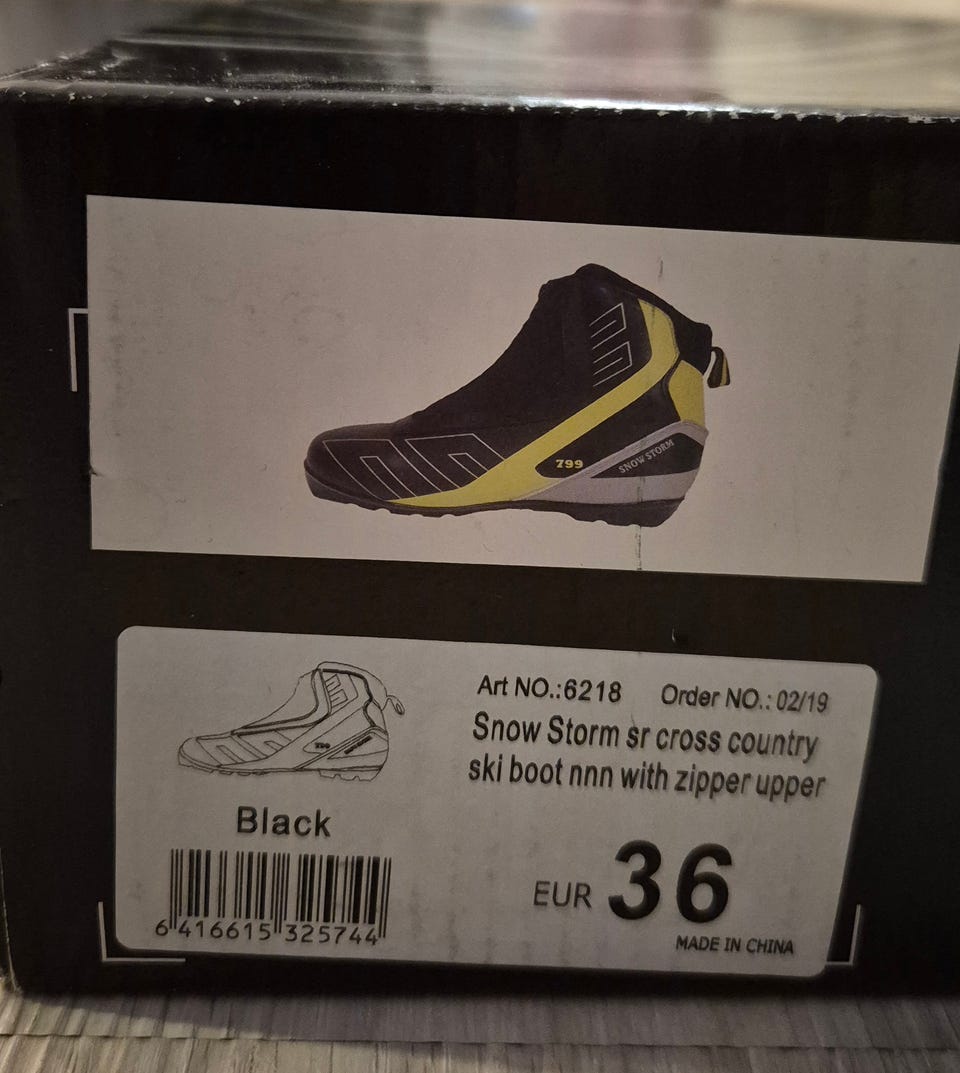 799
SNOW STORM
Art NO.:6218 Order NO.: 02/19
Snow Storm sr cross country
ski boot nnn with zipper upper
799
Black
6 416615 325744
EUR 36
MADE IN CHINA